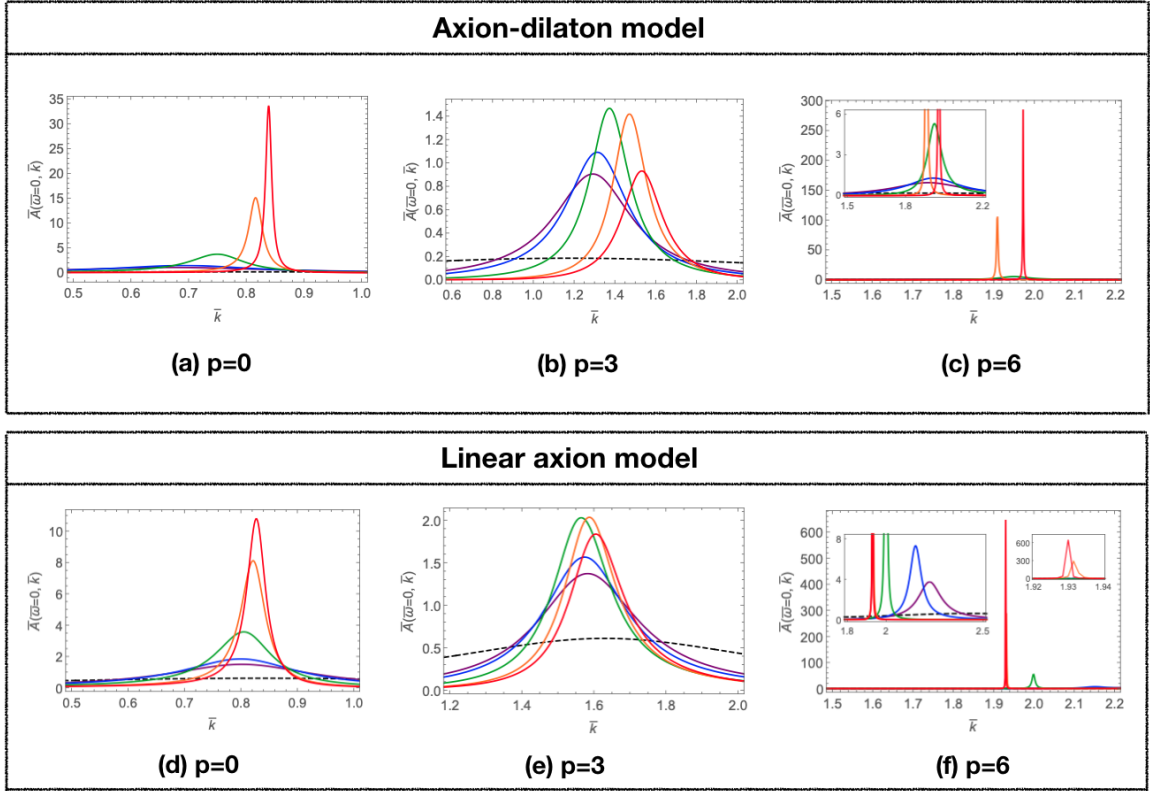 Axion-dilaton model
35
30
25
20
15
10
5
0
A̅(ω̅=0, k̅)
0.5 0.6 0.7 0.8 0.9 1.0
k̅
(a) p=0
1.4
1.2
1.0
0.8
0.6
0.4
0.2
0.0
A̅(ω̅=0, k̅)
0.6 0.8 1.0 1.2 1.4 1.6 1.8 2.0
k̅
(b) p=3
300
250
200
150
100
50
0
A̅(ω̅=0, k̅)
6
3
0
1.5 1.8 2.2
1.5 1.6 1.7 1.8 1.9 2.0 2.1 2.2
k̅
(c) p=6
Linear axion model
10
8
6
4
2
0
A̅(ω̅=0, k̅)
0.5 0.6 0.7 0.8 0.9 1.0
k̅
(d) p=0
2.0
1.5
1.0
0.5
0.0
A̅(ω̅=0, k̅)
1.2 1.4 1.6 1.8 2.0
k̅
(e) p=3
600
500
400
300
200
100
0
A̅(ω̅=0, k̅)
8
4
0
1.8 2 2.5
600
300
0
1.92 1.93 1.94
1.5 1.6 1.7 1.8 1.9 2.0 2.1 2.2
k̅
(f) p=6